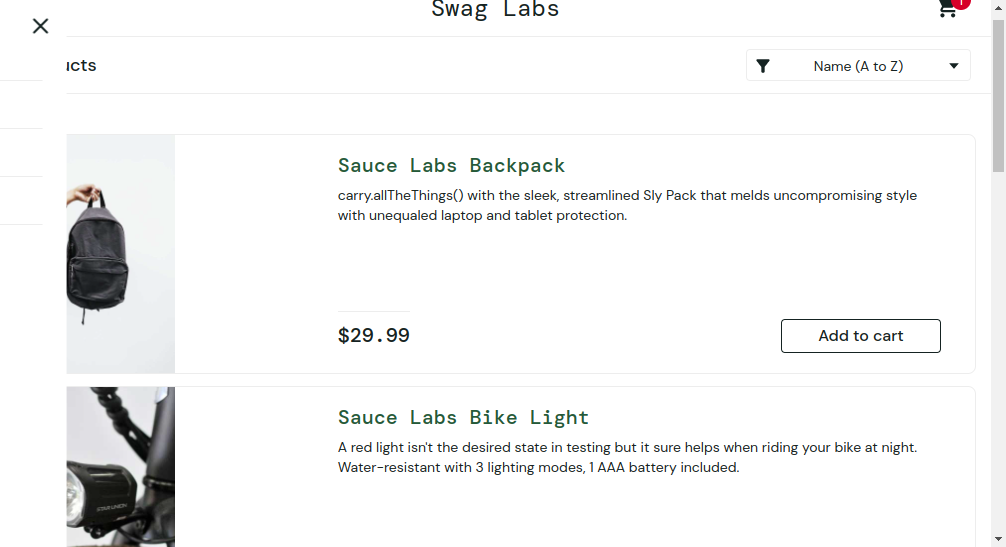 Swag Labs
1
ucts
Name (A to Z)
Sauce Labs Backpack
carry.allTheThings() with the sleek, streamlined Sly Pack that melds uncompromising style
with unequaled laptop and tablet protection.
$29.99
Add to cart
Sauce Labs Bike Light
A red light isn't the desired state in testing but it sure helps when riding your bike at night.
Water-resistant with 3 lighting modes, 1 AAA battery included.